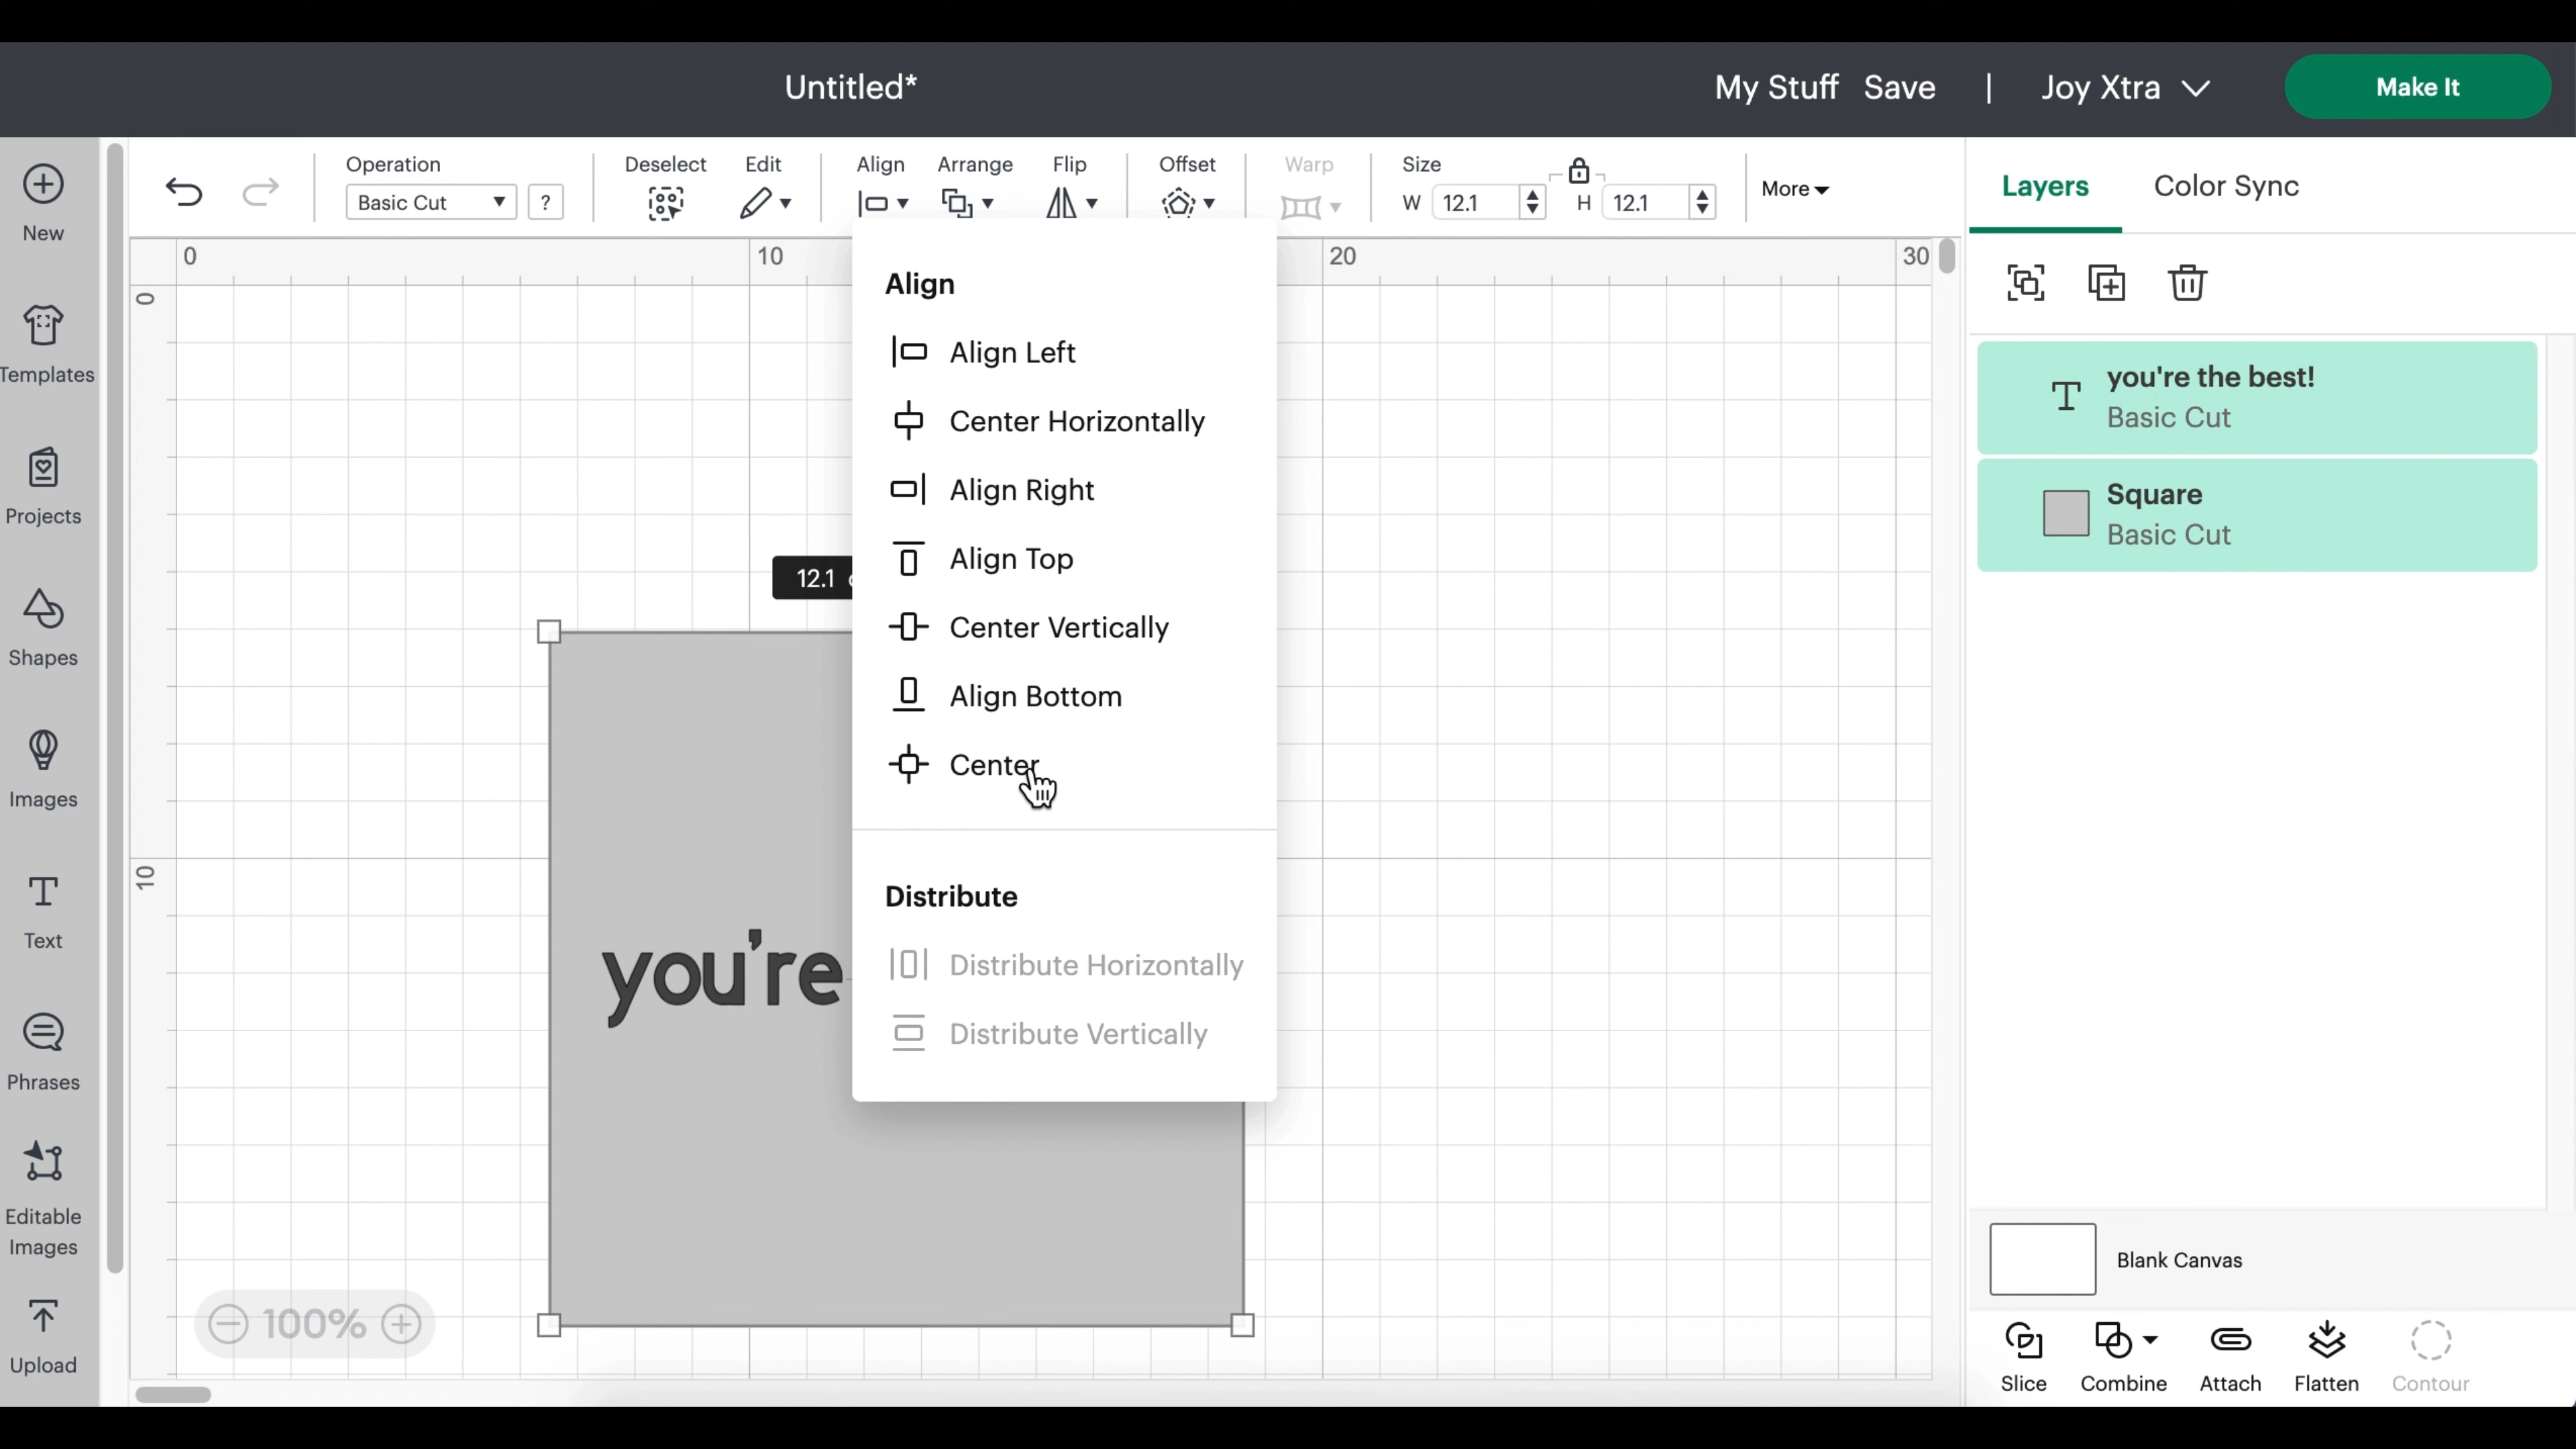 Untitled*
My Stuff Save | Joy Xtra Make It
Operation
Basic Cut ?
Deselect Edit Align Arrange Flip Offset Warp Size
W 12.1 H 12.1
More
Layers Color Sync
New
Templates
Projects
Shapes
Images
Text
Phrases
Editable
Images
Upload
0 10 20 30
0
10
Align
Align Left
Center Horizontally
Align Right
Align Top
Center Vertically
Align Bottom
Center
Distribute
Distribute Horizontally
Distribute Vertically
12.1
you're
100%
you're the best!
Basic Cut
Square
Basic Cut
Blank Canvas
Slice Combine Attach Flatten Contour